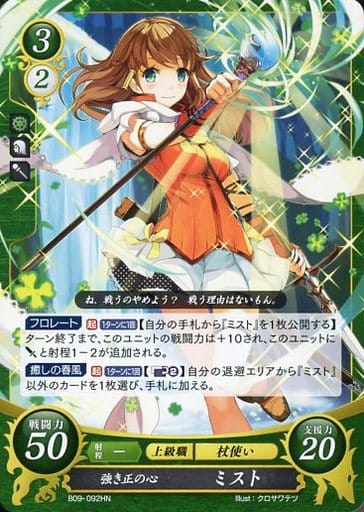 3
2
ね、戦うのやめよう? 戦う理由はないもん。
フロレート 起 1ターンに1回 【自分の手札から『ミスト』を1枚公開する】
ターン終了まで、このユニットの戦闘力は+10され、このユニットに
と射程1-2が追加される。
癒しの春風 起 1ターンに1回 【 2】自分の退避エリアから『ミスト』
以外のカードを1枚選び、手札に加える。
戦闘力
50
射程
―
上級職
杖使い
支援力
20
強き正の心
ミスト
B09-092HN
Illust:クロサワテツ